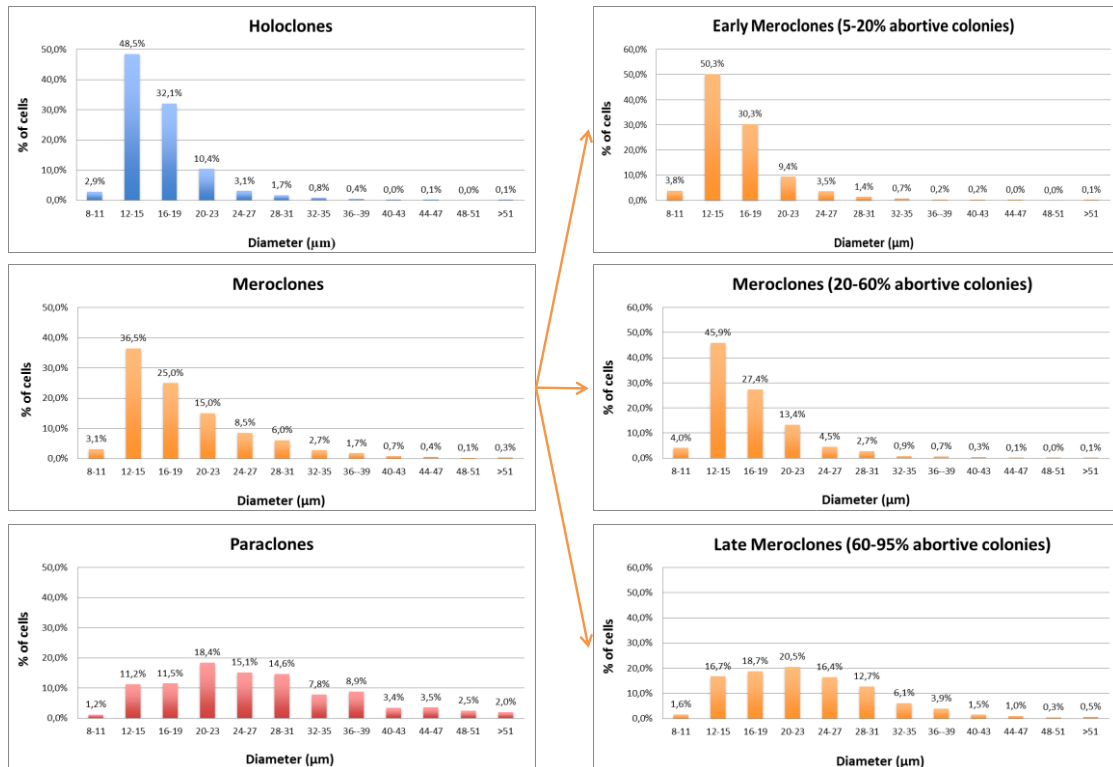 Holoclones
% of cells
50,0%
40,0%
30,0%
20,0%
10,0%
0,0%
2,9% 48,5% 32,1% 10,4% 3,1% 1,7% 0,8% 0,4% 0,0% 0,1% 0,0% 0,1%
8-11 12-15 16-19 20-23 24-27 28-31 32-35 36--39 40-43 44-47 48-51 >51
Diameter (µm)
Early Meroclones (5-20% abortive colonies)
% of cells
60,0%
50,0%
40,0%
30,0%
20,0%
10,0%
0,0%
3,8% 50,3% 30,3% 9,4% 3,5% 1,4% 0,7% 0,2% 0,2% 0,0% 0,0% 0,1%
8-11 12-15 16-19 20-23 24-27 28-31 32-35 36--39 40-43 44-47 48-51 >51
Diameter (µm)
Meroclones
% of cells
50,0%
40,0%
30,0%
20,0%
10,0%
0,0%
3,1% 36,5% 25,0% 15,0% 8,5% 6,0% 2,7% 1,7% 0,7% 0,4% 0,1% 0,3%
8-11 12-15 16-19 20-23 24-27 28-31 32-35 36--39 40-43 44-47 48-51 >51
Diameter (µm)
Meroclones (20-60% abortive colonies)
% of cells
60,0%
50,0%
40,0%
30,0%
20,0%
10,0%
0,0%
4,0% 45,9% 27,4% 13,4% 4,5% 2,7% 0,9% 0,7% 0,3% 0,1% 0,0% 0,1%
8-11 12-15 16-19 20-23 24-27 28-31 32-35 36--39 40-43 44-47 48-51 >51
Diameter (µm)
Paraclones
% of cells
50,0%
40,0%
30,0%
20,0%
10,0%
0,0%
1,2% 11,2% 11,5% 18,4% 15,1% 14,6% 7,8% 8,9% 3,4% 3,5% 2,5% 2,0%
8-11 12-15 16-19 20-23 24-27 28-31 32-35 36--39 40-43 44-47 48-51 >51
Diameter (µm)
Late Meroclones (60-95% abortive colonies)
% of cells
60,0%
50,0%
40,0%
30,0%
20,0%
10,0%
0,0%
1,6% 16,7% 18,7% 20,5% 16,4% 12,7% 6,1% 3,9% 1,5% 1,0% 0,3% 0,5%
8-11 12-15 16-19 20-23 24-27 28-31 32-35 36--39 40-43 44-47 48-51 >51
Diameter (µm)